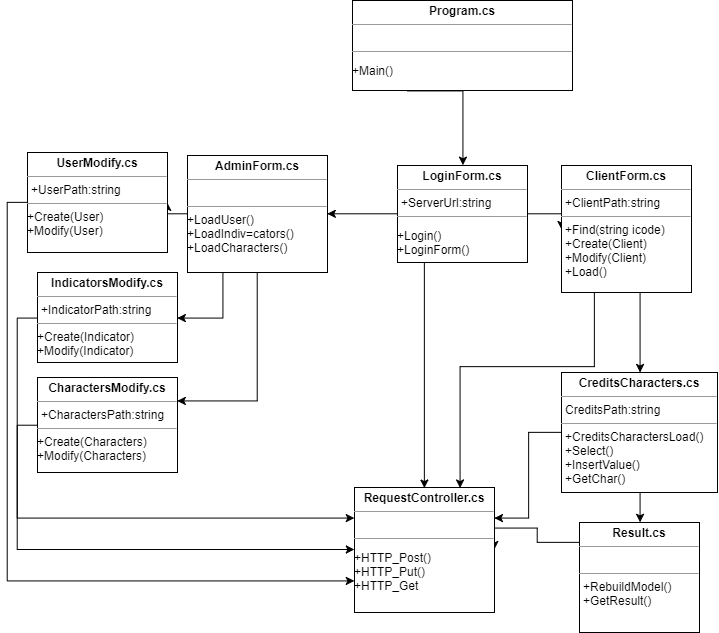 Program.cs
+Main()
UserModify.cs
+UserPath:string
+Create(User)
+Modify(User)
AdminForm.cs
+LoadUser()
+LoadIndiv=cators()
+LoadCharacters()
LoginForm.cs
+ServerUrl:string
+Login()
+LoginForm()
ClientForm.cs
+ClientPath:string
+Find(string icode)
+Create(Client)
+Modify(Client)
+Load()
IndicatorsModify.cs
+IndicatorPath:string
+Create(Indicator)
+Modify(Indicator)
CharactersModify.cs
+CharactersPath:string
+Create(Characters)
+Modify(Characters)
CreditsCharacters.cs
CreditsPath:string
+CreditsCharactersLoad()
+Select()
+InsertValue()
+GetChar()
RequestController.cs
+HTTP_Post()
+HTTP_Put()
+HTTP_Get
Result.cs
+RebuildModel()
+GetResult()